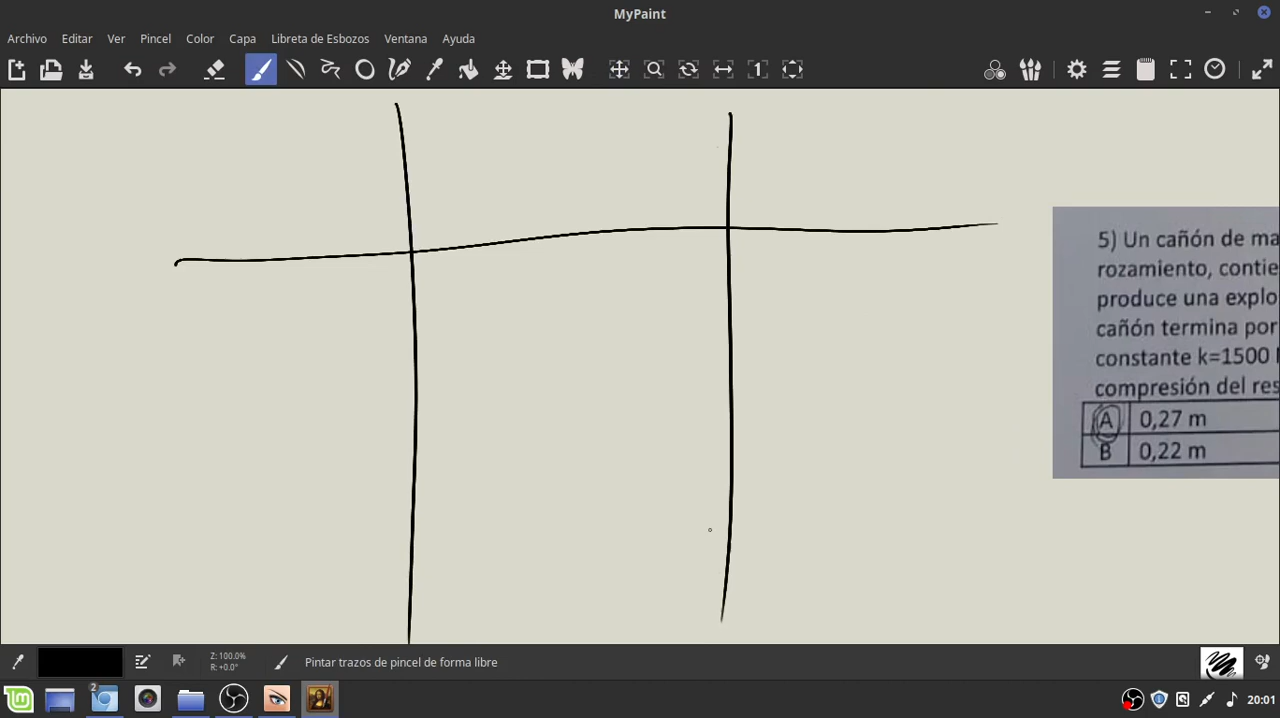 MyPaint
Archivo Editar Ver Pincel Color Capa Libreta de Esbozos Ventana Ayuda
1
5) Un cañón de ma
rozamiento, contie
produce una explo
cañón termina por
constante k=1500
compresión del res
A 0,27 m
B 0,22 m
Z: 100.0%
R: +0.0°
Pintar trazos de pincel de forma libre
2
20:01